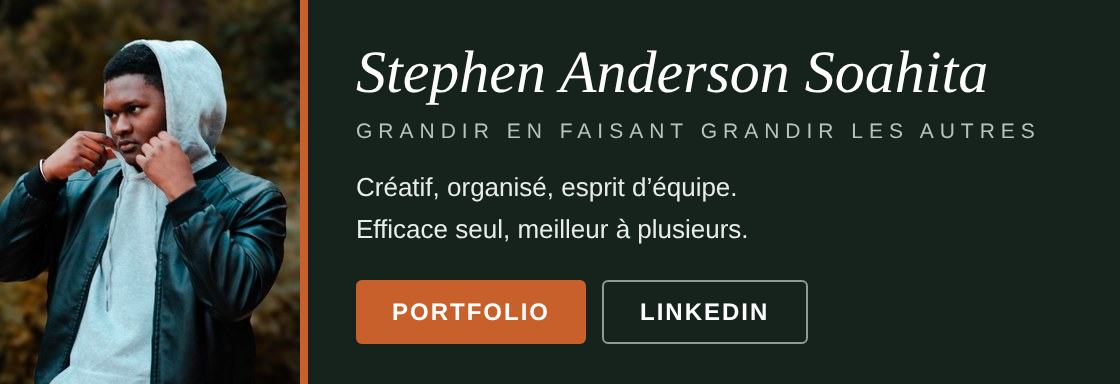 Stephen Anderson Soahita
GRANDIR EN FAISANT GRANDIR LES AUTRES
Créatif, organisé, esprit d’équipe.
Efficace seul, meilleur à plusieurs.
PORTFOLIO
LINKEDIN